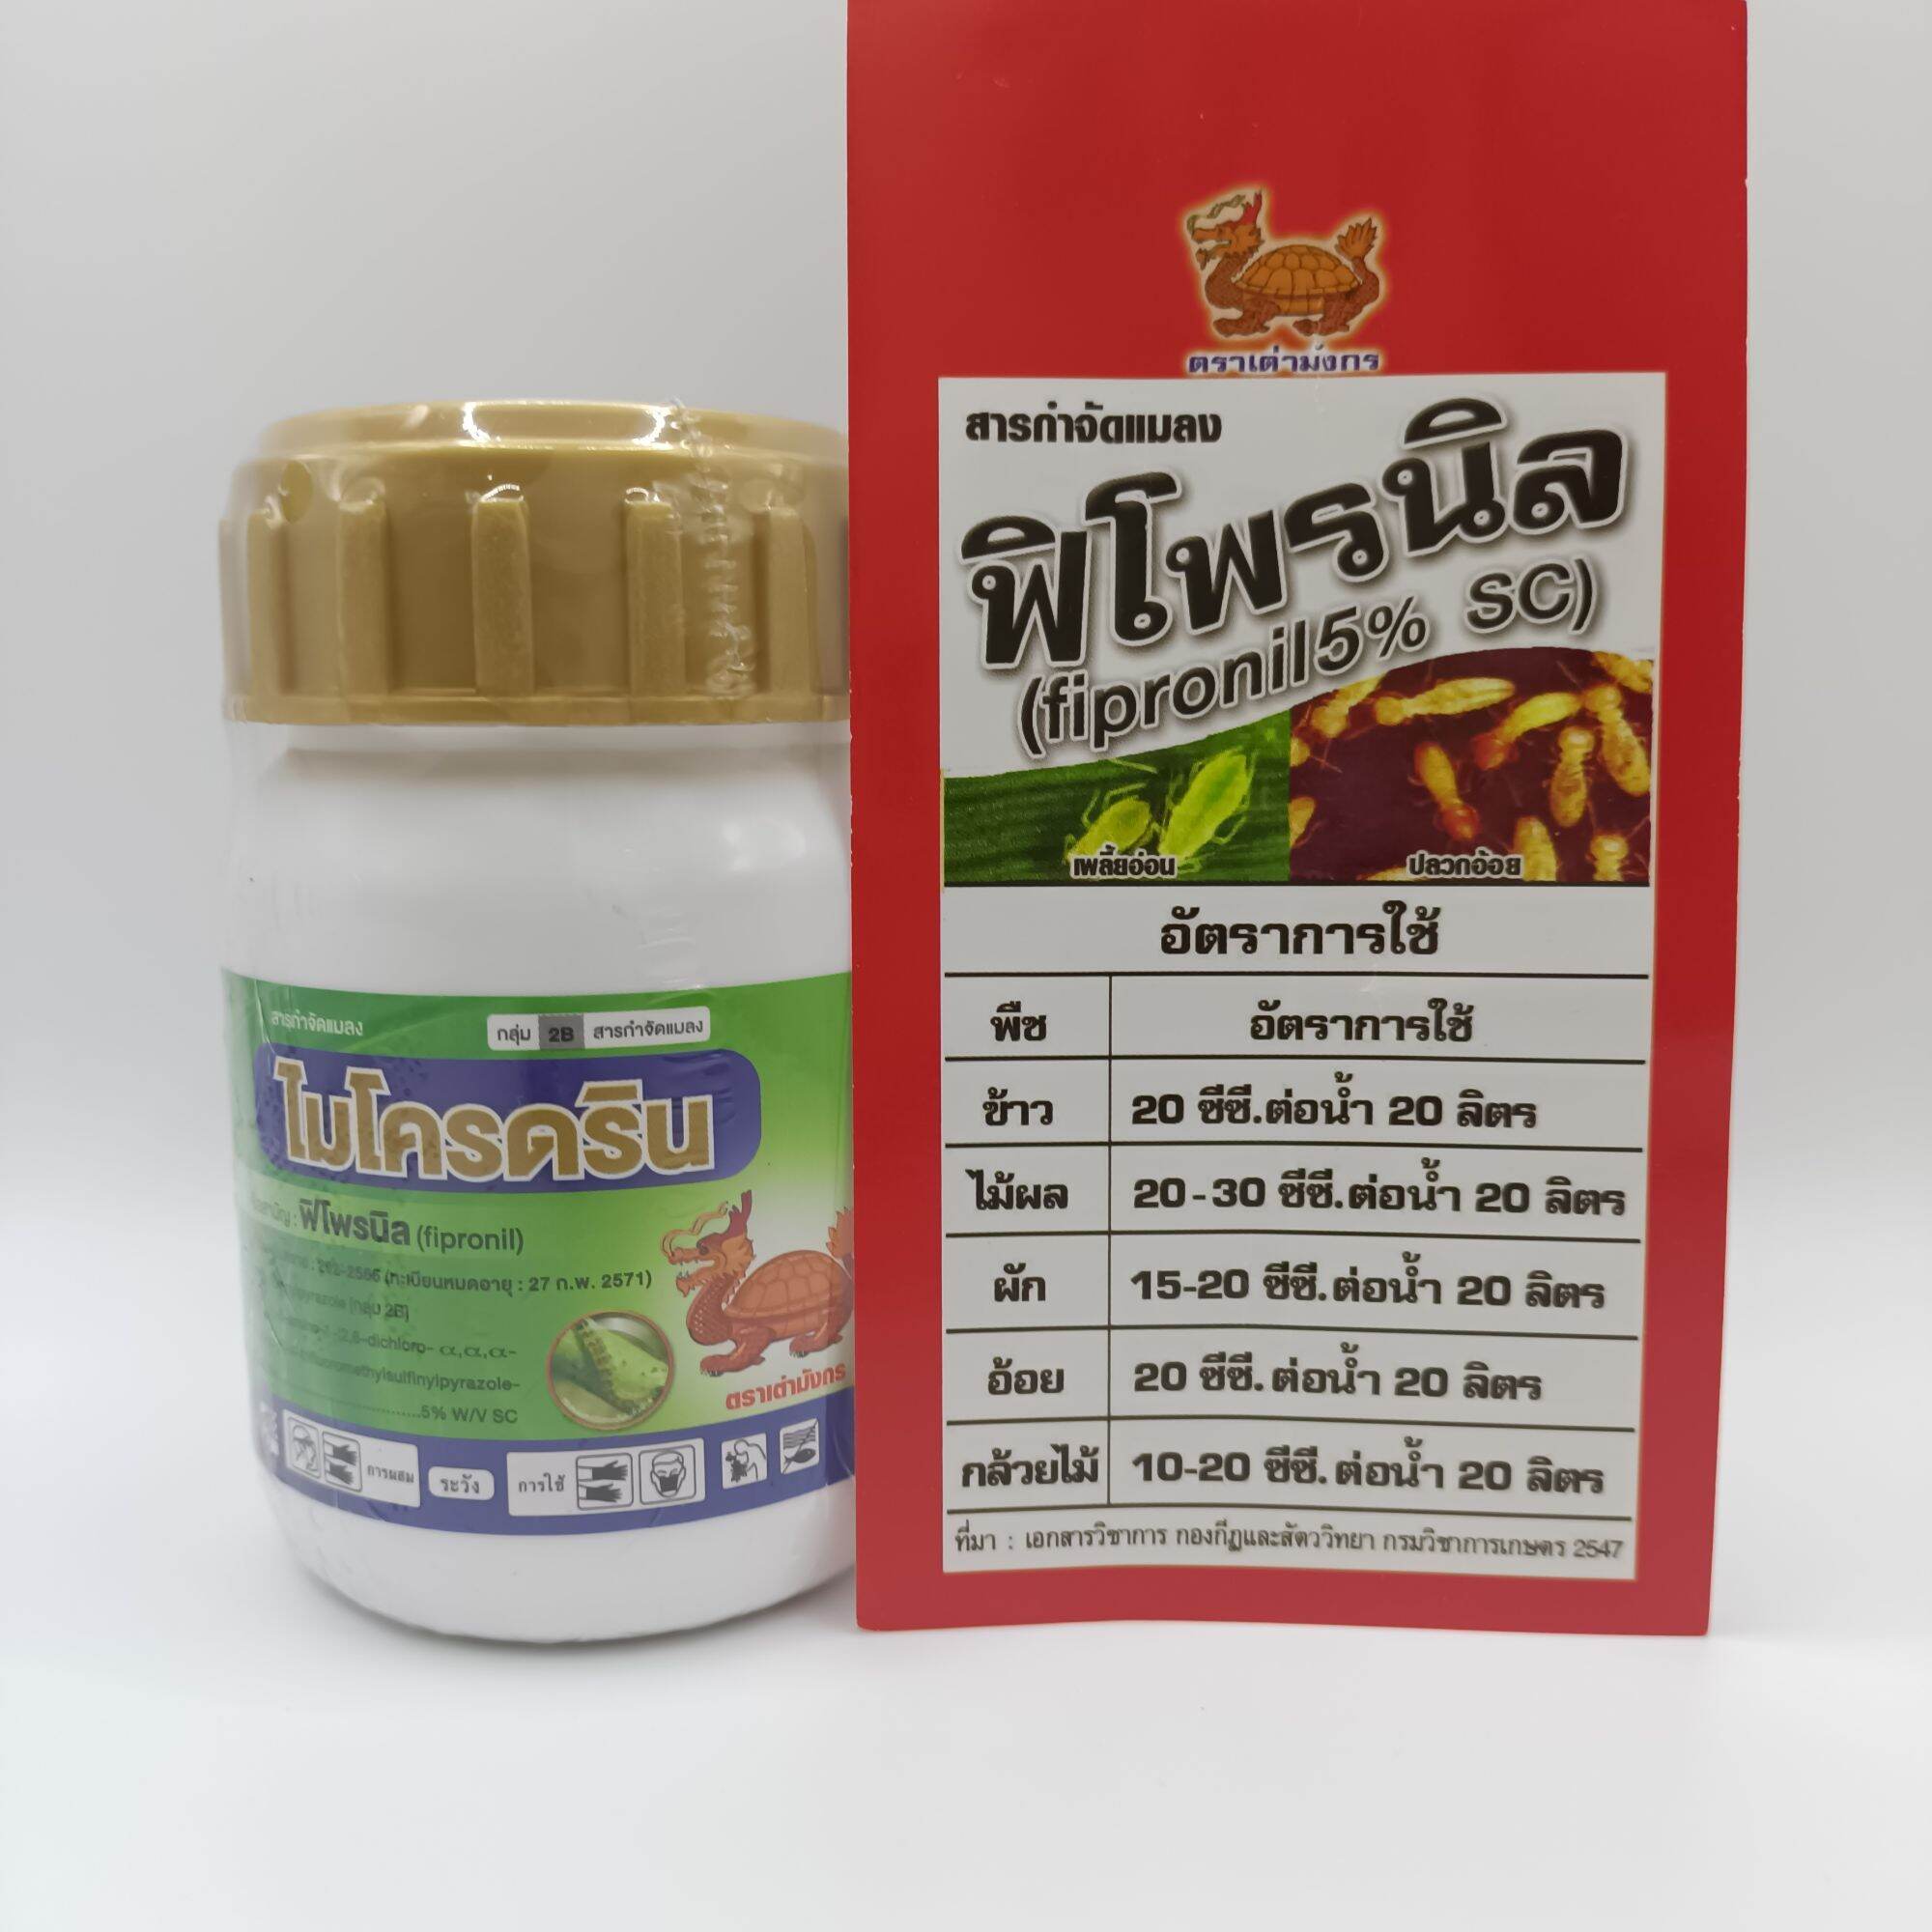 สารกำจัดแมลง
กลุ่ม 2B สารกำจัดแมลง
ไมโครดริน
ฟิโพรนิล (fipronil)
(ทะเบียนหมดอายุ : 27 ก.พ. 2571)
(กลุ่ม 2B)
(2,6-dichloro- α,α,α-
5% W/V SC
ตราเต่ามังกร
การผสม
ระวัง
การใช้
ตราเต่ามังกร
สารกำจัดแมลง
ฟิโพรนิล
(fipronil5% SC)
เพลี้ยอ่อน
ปลวกอ้อย
อัตราการใช้
พืช อัตราการใช้
ข้าว 20 ซีซี.ต่อน้ำ 20 ลิตร
ไม้ผล 20-30 ซีซี.ต่อน้ำ 20 ลิตร
ผัก 15-20 ซีซี.ต่อน้ำ 20 ลิตร
อ้อย 20 ซีซี. ต่อน้ำ 20 ลิตร
กล้วยไม้ 10-20 ซีซี. ต่อน้ำ 20 ลิตร
ที่มา : เอกสารวิชาการ กองกีฏและสัตววิทยา กรมวิชาการเกษตร 2547